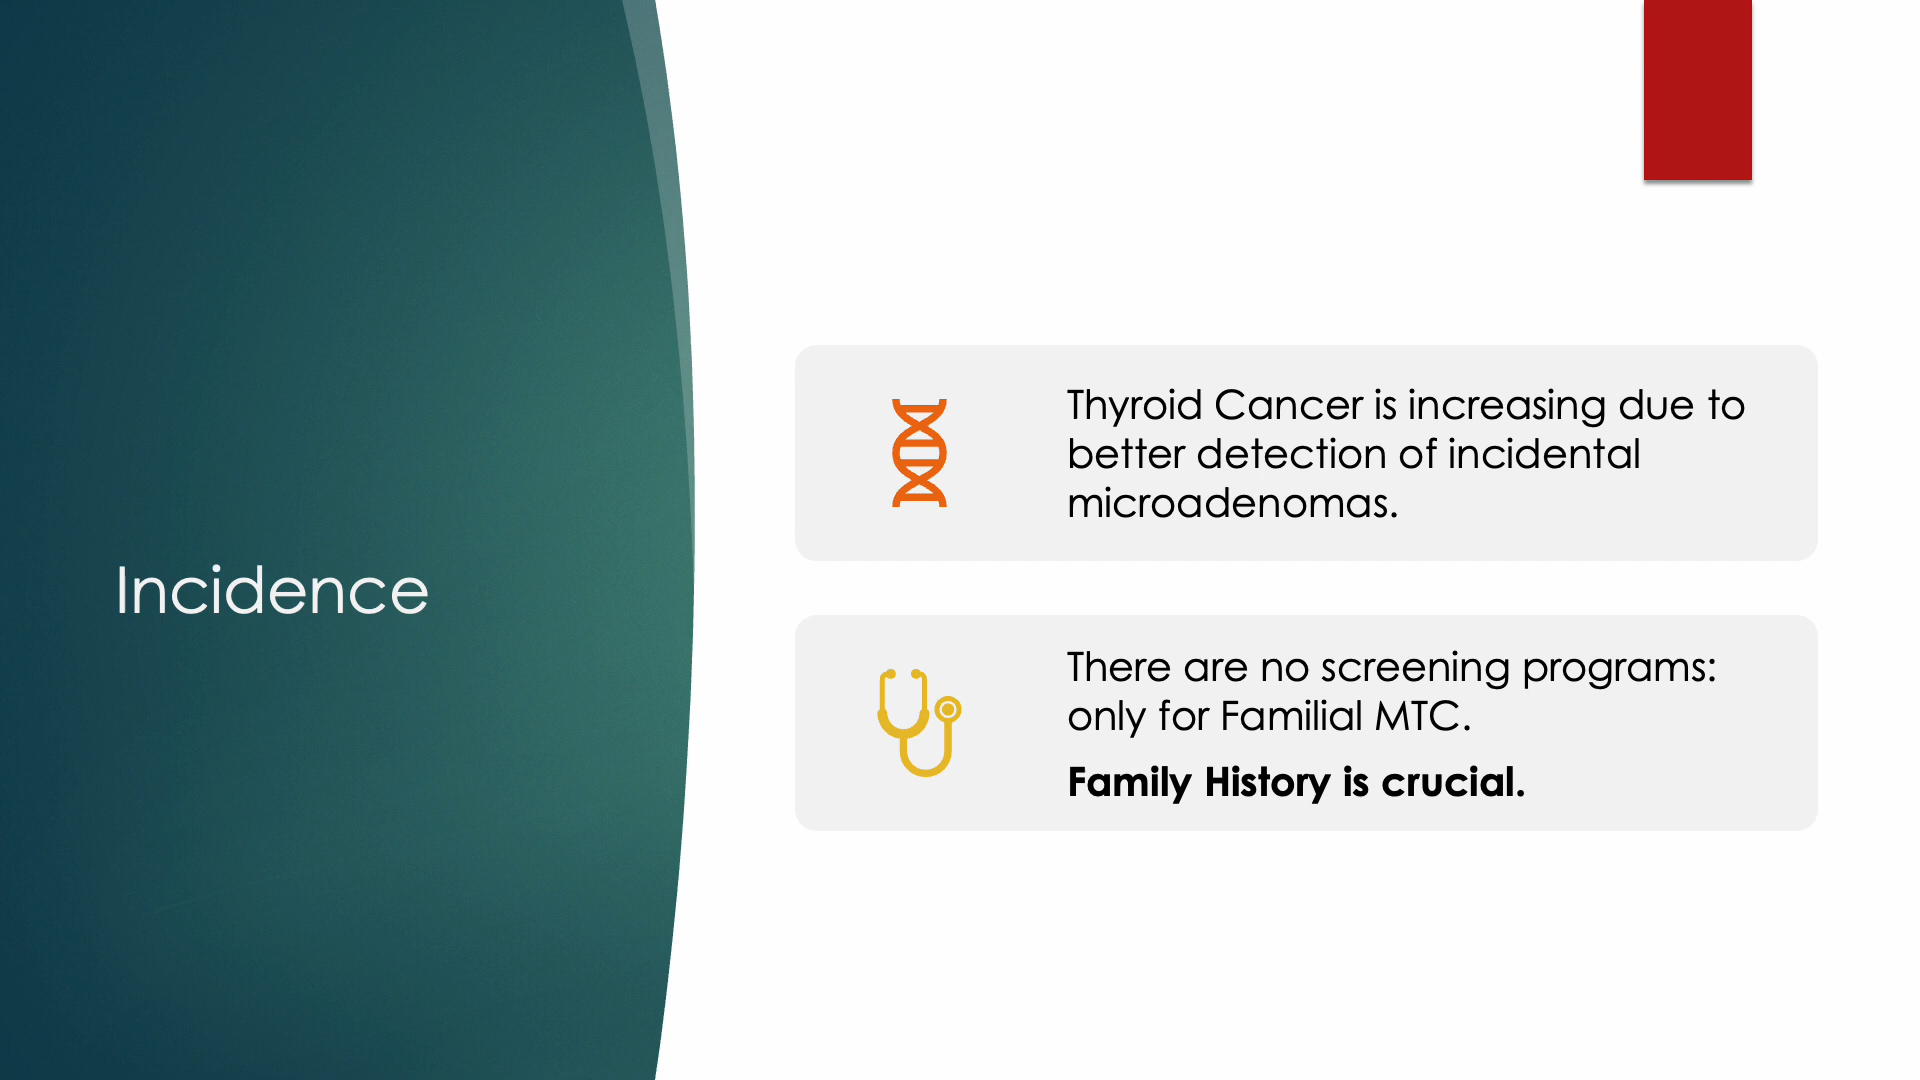 Incidence
Thyroid Cancer is increasing due to
better detection of incidental
microadenomas.
There are no screening programs:
only for Familial MTC.
Family History is crucial.